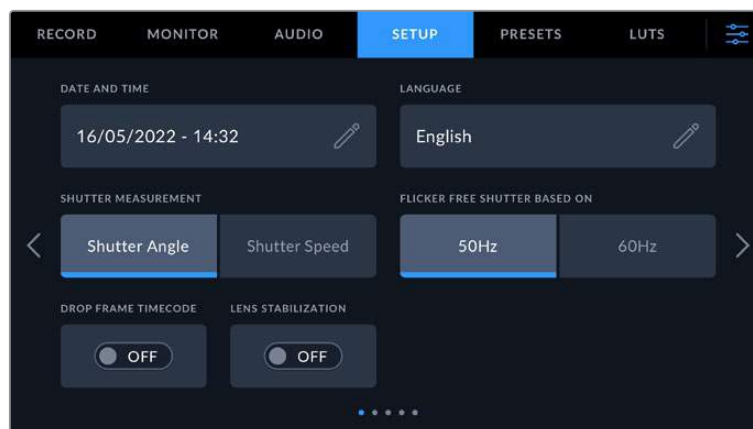 RECORD MONITOR AUDIO SETUP PRESETS LUTS
DATE AND TIME LANGUAGE
16/05/2022 - 14:32 English
SHUTTER MEASUREMENT FLICKER FREE SHUTTER BASED ON
Shutter Angle Shutter Speed 50Hz 60Hz
DROP FRAME TIMECODE LENS STABILIZATION
OFF OFF